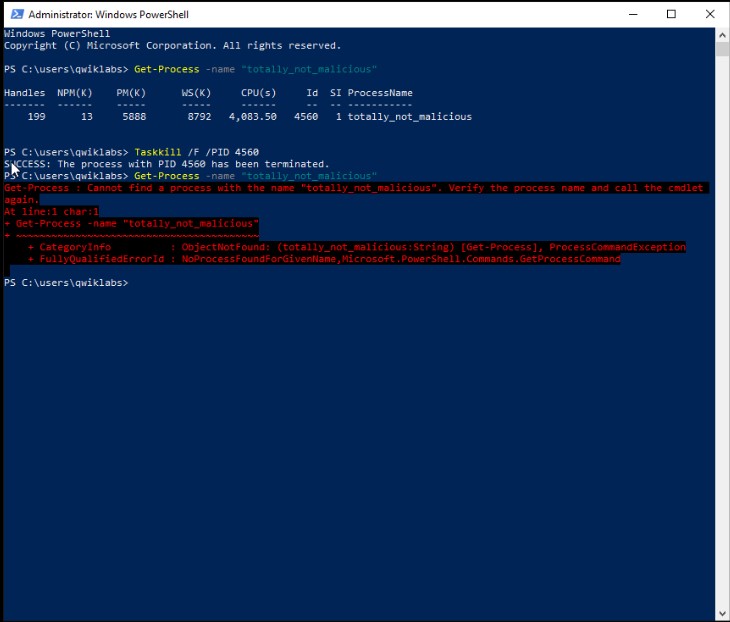 Administrator: Windows PowerShell
Windows PowerShell
Copyright (C) Microsoft Corporation. All rights reserved.
PS C:\users\qwiklabs> Get-Process -name "totally_not_malicious"
Handles  NPM(K)    PM(K)      WS(K)     CPU(s)     Id  SI ProcessName
-------  ------    -----      -----     ------     --  -- -----------
    199      13     5888       8792   4,083.50   4560   1 totally_not_malicious
PS C:\users\qwiklabs> Taskkill /F /PID 4560
SUCCESS: The process with PID 4560 has been terminated.
PS C:\users\qwiklabs> Get-Process -name "totally_not_malicious"
Get-Process : Cannot find a process with the name "totally_not_malicious". Verify the process name and call the cmdlet
again.
At line:1 char:1
+ Get-Process -name "totally_not_malicious"
+ ~~~~~~~~~~~~~~~~~~~~~~~~~~~~~~~~~~~~~~~~~
    + CategoryInfo          : ObjectNotFound: (totally_not_malicious:String) [Get-Process], ProcessCommandException
    + FullyQualifiedErrorId : NoProcessFoundForGivenName,Microsoft.PowerShell.Commands.GetProcessCommand
PS C:\users\qwiklabs>